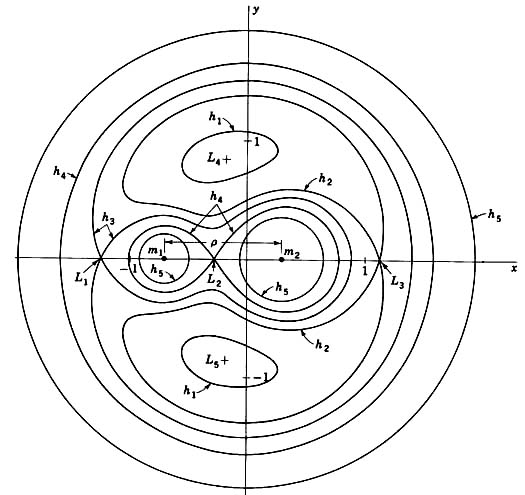 y
h₁
1
L₄+
h₄
h₂
h₄
h₃
h₅
ρ
m₁
m₂
−1
h₅
h₅
1
x
L₁
L₂
L₃
h₂
L₅+
−1
h₁